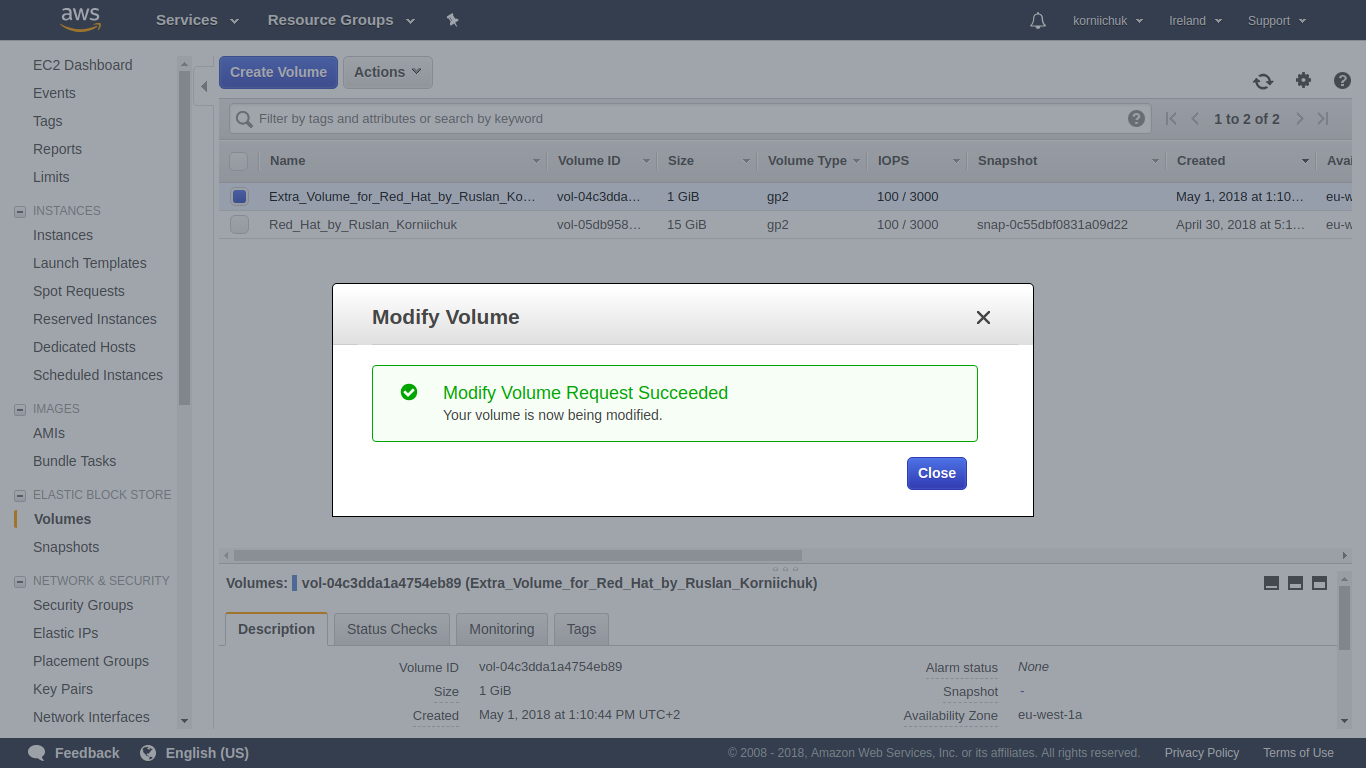 aws Services Resource Groups korniichuk Ireland Support
EC2 Dashboard
Events
Tags
Reports
Limits
INSTANCES
Instances
Launch Templates
Spot Requests
Reserved Instances
Dedicated Hosts
Scheduled Instances
IMAGES
AMIs
Bundle Tasks
ELASTIC BLOCK STORE
Volumes
Snapshots
NETWORK & SECURITY
Security Groups
Elastic IPs
Placement Groups
Key Pairs
Network Interfaces
Create Volume Actions
Filter by tags and attributes or search by keyword 1 to 2 of 2
Name Volume ID Size Volume Type IOPS Snapshot Created Avai
Extra_Volume_for_Red_Hat_by_Ruslan_Ko... vol-04c3dda... 1 GiB gp2 100 / 3000 May 1, 2018 at 1:10... eu-w
Red_Hat_by_Ruslan_Korniichuk vol-05db958... 15 GiB gp2 100 / 3000 snap-0c55dbf0831a09d22 April 30, 2018 at 5:1... eu-w
Modify Volume
Modify Volume Request Succeeded
Your volume is now being modified.
Close
Volumes: vol-04c3dda1a4754eb89 (Extra_Volume_for_Red_Hat_by_Ruslan_Korniichuk)
Description Status Checks Monitoring Tags
Volume ID vol-04c3dda1a4754eb89 Alarm status None
Size 1 GiB Snapshot -
Created May 1, 2018 at 1:10:44 PM UTC+2 Availability Zone eu-west-1a
Feedback English (US) © 2008 - 2018, Amazon Web Services, Inc. or its affiliates. All rights reserved. Privacy Policy Terms of Use